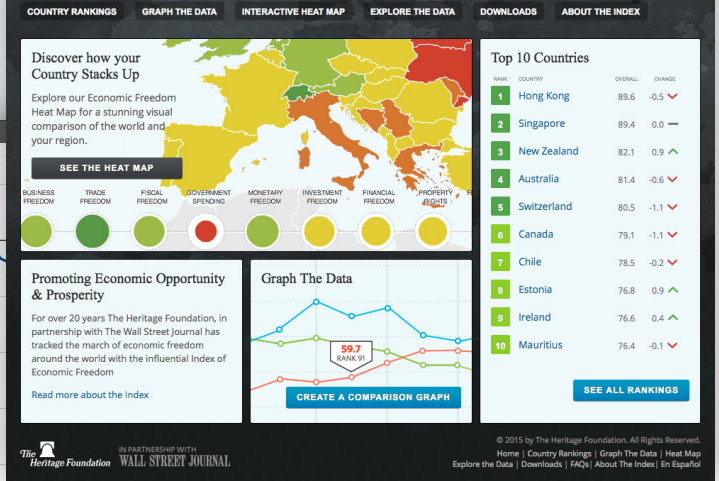 COUNTRY RANKINGS GRAPH THE DATA INTERACTIVE HEAT MAP EXPLORE THE DATA DOWNLOADS ABOUT THE INDEX
Discover how your
Country Stacks Up
Explore our Economic Freedom
Heat Map for a stunning visual
comparison of the world and
your region.
SEE THE HEAT MAP
BUSINESS FREEDOM
TRADE FREEDOM
FISCAL FREEDOM
GOVERNMENT SPENDING
MONETARY FREEDOM
INVESTMENT FREEDOM
FINANCIAL FREEDOM
PROPERTY RIGHTS
Promoting Economic Opportunity
& Prosperity
For over 20 years The Heritage Foundation, in
partnership with The Wall Street Journal has
tracked the march of economic freedom
around the world with the influential Index of
Economic Freedom
Read more about the Index
Graph The Data
59.7
RANK 91
CREATE A COMPARISON GRAPH
Top 10 Countries
RANK COUNTRY OVERALL CHANGE
1 Hong Kong 89.6 -0.5
2 Singapore 89.4 0.0
3 New Zealand 82.1 0.9
4 Australia 81.4 -0.6
5 Switzerland 80.5 -1.1
6 Canada 79.1 -1.1
7 Chile 78.5 -0.2
8 Estonia 76.8 0.9
9 Ireland 76.6 0.4
10 Mauritius 76.4 -0.1
SEE ALL RANKINGS
The Heritage Foundation
IN PARTNERSHIP WITH
WALL STREET JOURNAL
© 2015 by The Heritage Foundation. All Rights Reserved.
Home | Country Rankings | Graph The Data | Heat Map
Explore the Data | Downloads | FAQs| About The Index| En Español